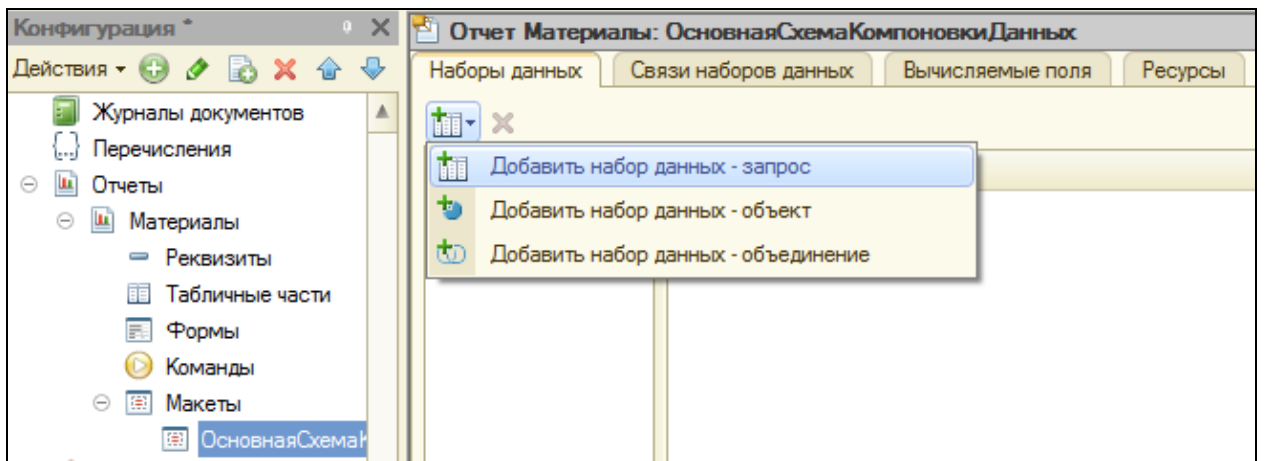 Конфигурация *
Действия
Журналы документов
Перечисления
Отчеты
Материалы
Реквизиты
Табличные части
Формы
Команды
Макеты
ОсновнаяСхемаК
Отчет Материалы: ОсновнаяСхемаКомпоновкиДанных
Наборы данных Связи наборов данных Вычисляемые поля Ресурсы
Добавить набор данных - запрос
Добавить набор данных - объект
Добавить набор данных - объединение